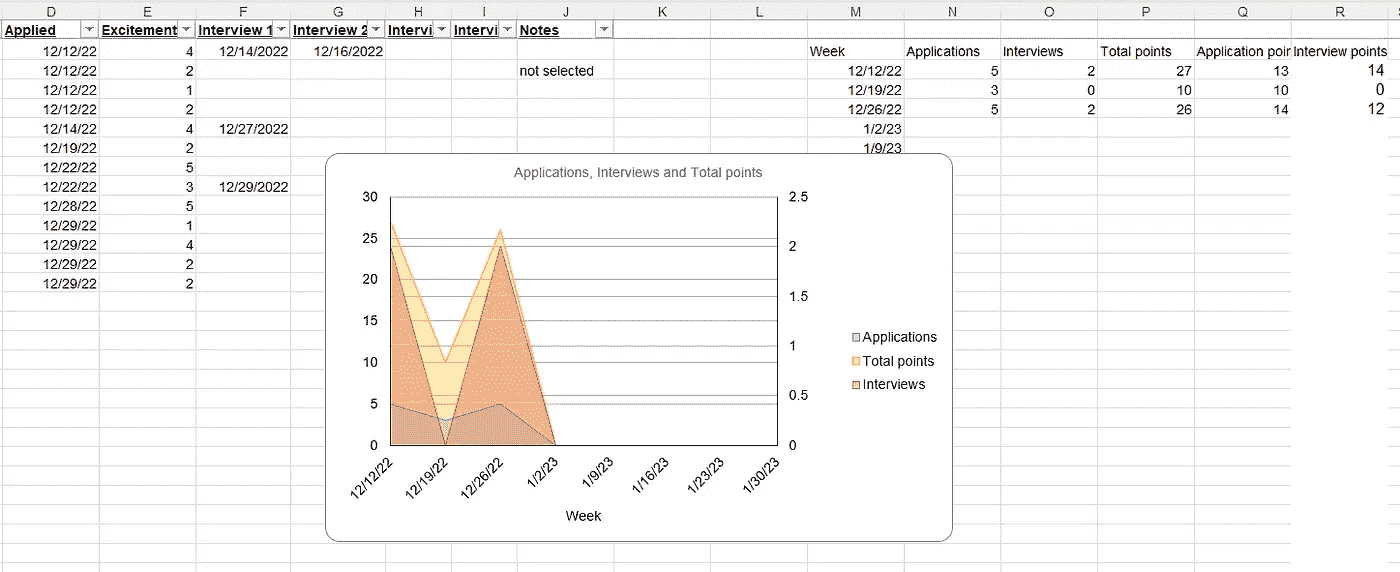 D E F G H I J K L M N O P Q R
Applied Excitement Interview 1 Interview 2 Intervi Intervi Notes
12/12/22 4 12/14/2022 12/16/2022 Week Applications Interviews Total points Application poin Interview points
12/12/22 2 not selected 12/12/22 5 2 27 13 14
12/12/22 1 12/19/22 3 0 10 10 0
12/12/22 2 12/26/22 5 2 26 14 12
12/14/22 4 12/27/2022 1/2/23
12/19/22 2 1/9/23
12/22/22 5
12/22/22 3 12/29/2022
12/28/22 5
12/29/22 1
12/29/22 4
12/29/22 2
12/29/22 2
Applications, Interviews and Total points
30 2.5
25
2
20
1.5
15
1
10
0.5
5
0 0
Applications
Total points
Interviews
12/12/22 12/19/22 12/26/22 1/2/23 1/9/23 1/16/23 1/23/23 1/30/23
Week